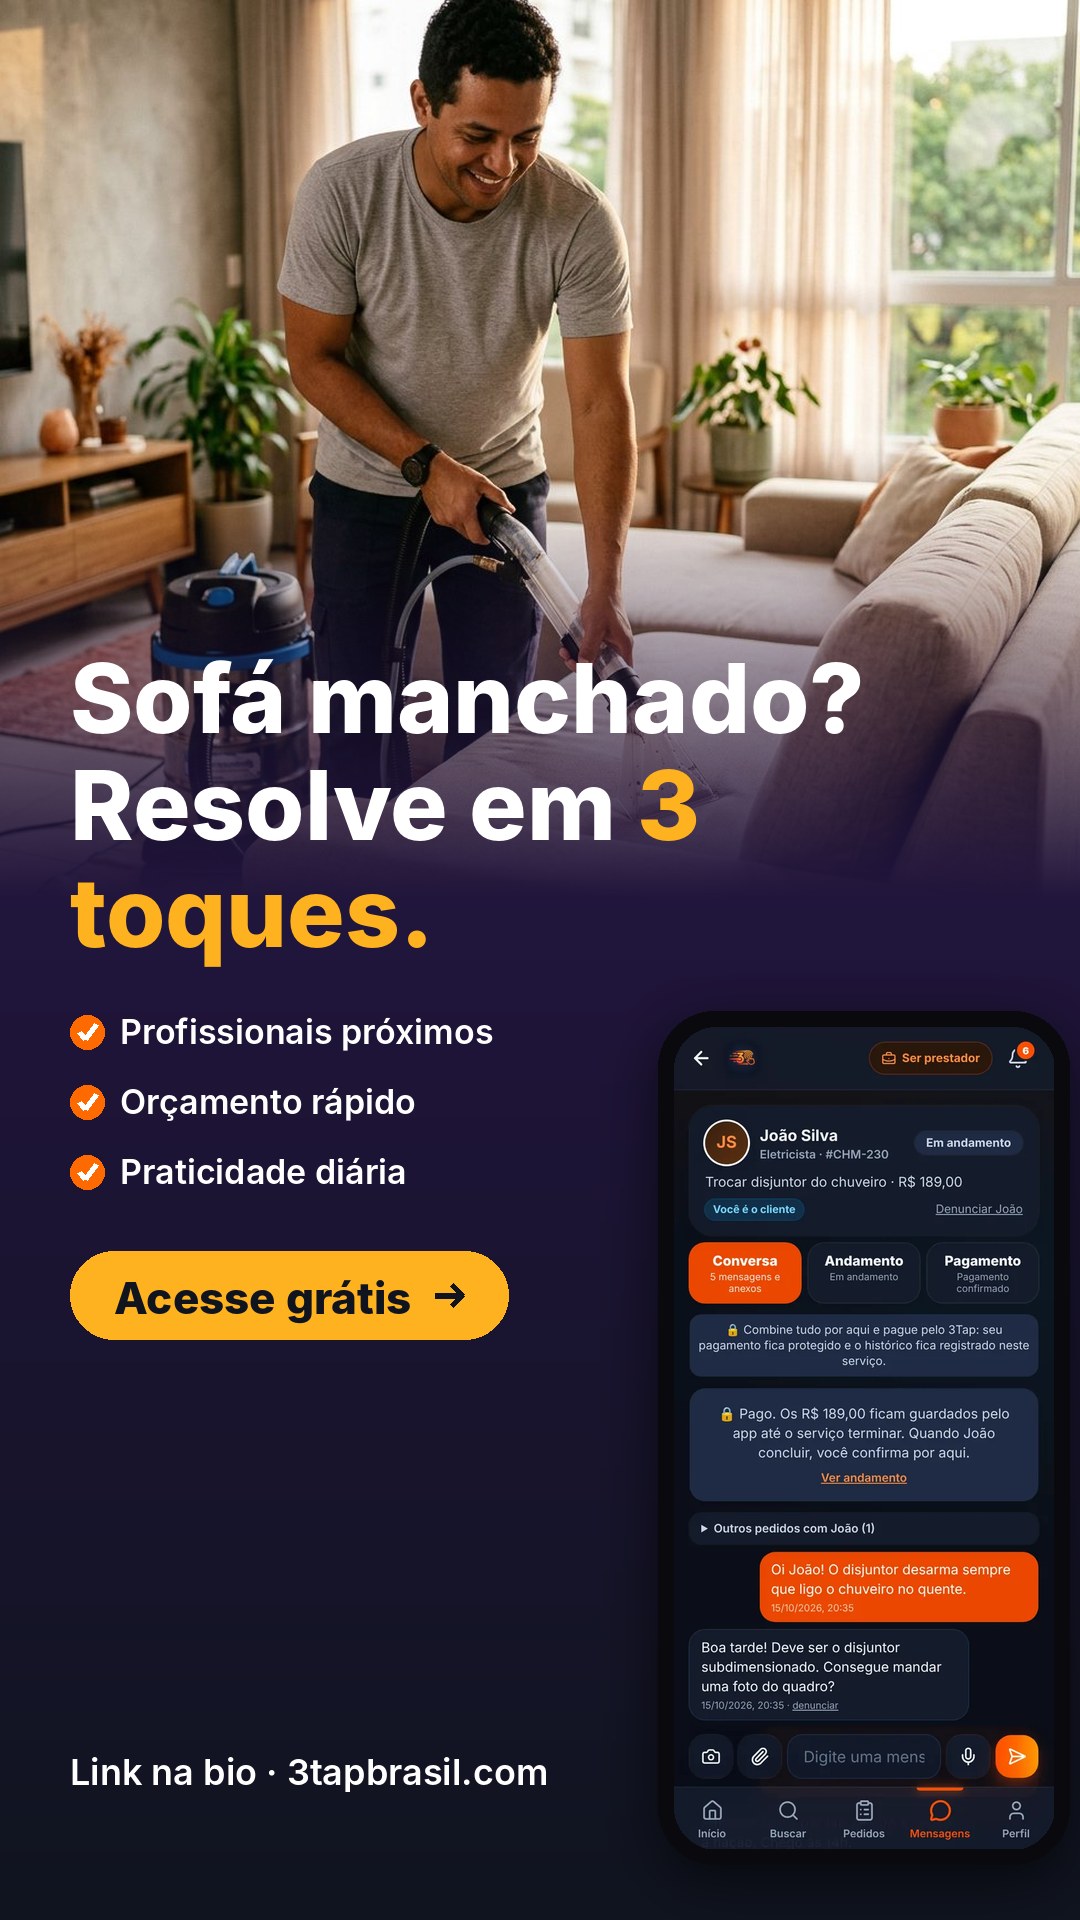 Sofá manchado?
Resolve em 3
toques.
Profissionais próximos
Orçamento rápido
Praticidade diária
Acesse grátis →
Link na bio · 3tapbrasil.com
3
Ser prestador
6
JS
João Silva
Eletricista · #CHM-230
Em andamento
Trocar disjuntor do chuveiro · R$ 189,00
Você é o cliente
Denunciar João
Conversa
5 mensagens e
anexos
Andamento
Em andamento
Pagamento
Pagamento
confirmado
🔒 Combine tudo por aqui e pague pelo 3Tap: seu
pagamento fica protegido e o histórico fica registrado neste
serviço.
🔒 Pago. Os R$ 189,00 ficam guardados pelo
app até o serviço terminar. Quando João
concluir, você confirma por aqui.
Ver andamento
▶ Outros pedidos com João (1)
Oi João! O disjuntor desarma sempre
que ligo o chuveiro no quente.
15/10/2026, 20:35
Boa tarde! Deve ser o disjuntor
subdimensionado. Consegue mandar
uma foto do quadro?
15/10/2026, 20:35 · denunciar
Digite uma mens
Início
Buscar
Pedidos
Mensagens
Perfil